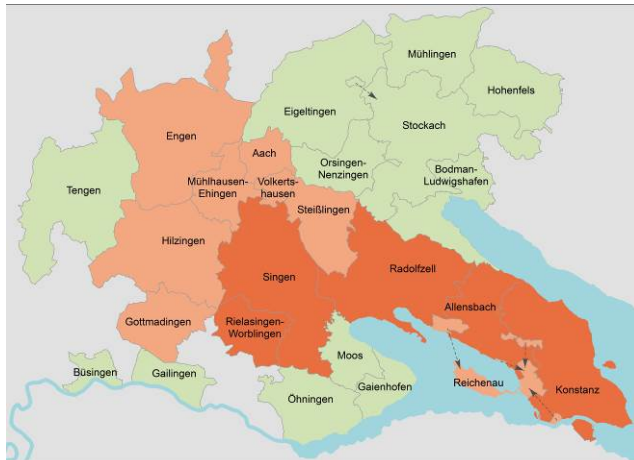 Mühlingen
Hohenfels
Eigeltingen
Stockach
Engen
Aach
Orsingen-
Nenzingen
Bodman-
Ludwigshafen
Tengen
Mühlhausen-
Ehingen
Volkerts-
hausen
Steißlingen
Hilzingen
Singen
Radolfzell
Allensbach
Gottmadingen
Rielasingen-
Worblingen
Moos
Büsingen
Gailingen
Öhningen
Gaienhofen
Reichenau
Konstanz